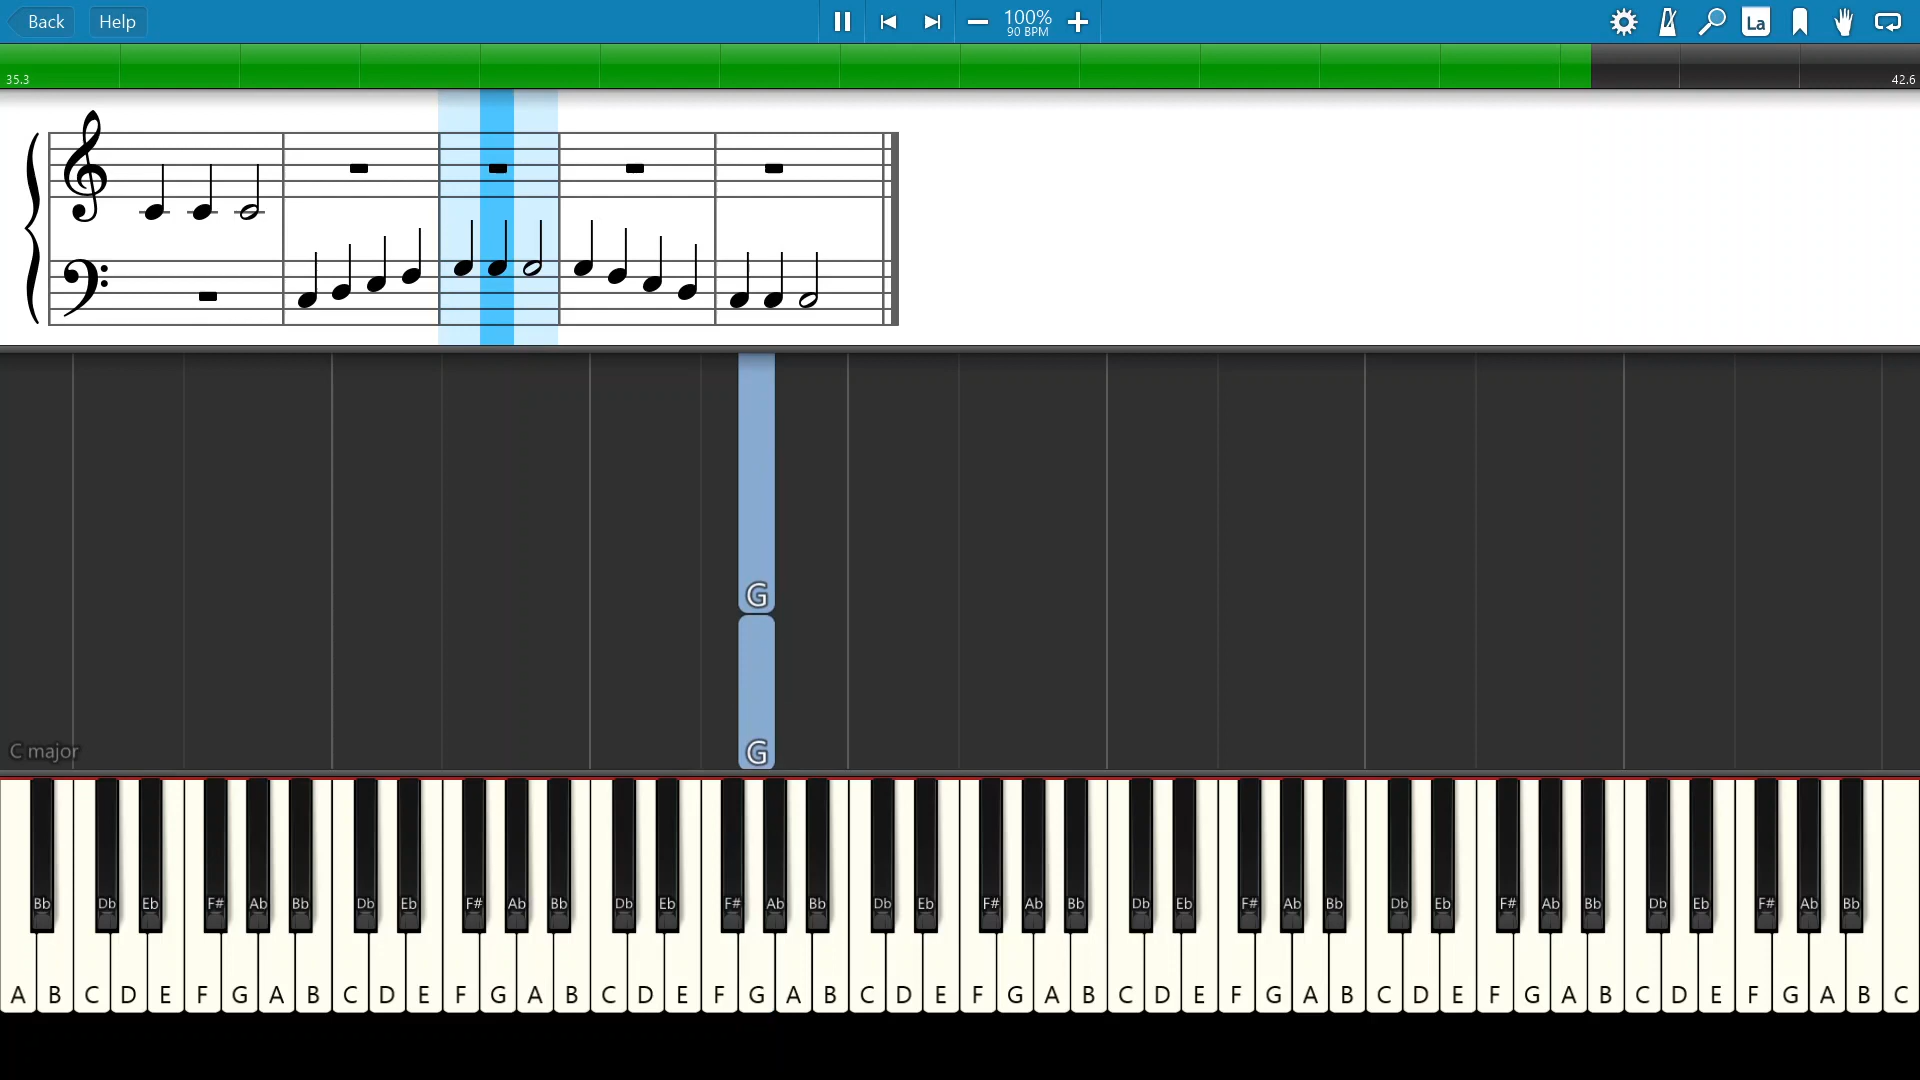 Back Help 100% La
90 BPM
35.3 42.6
G
G
C major
Bb Db Eb F# Ab Bb Db Eb F# Ab Bb Db Eb F# Ab Bb Db Eb F# Ab Bb Db Eb F# Ab Bb Db Eb F# Ab Bb Db Eb F# Ab Bb
A B C D E F G A B C D E F G A B C D E F G A B C D E F G A B C D E F G A B C D E F G A B C D E F G A B C